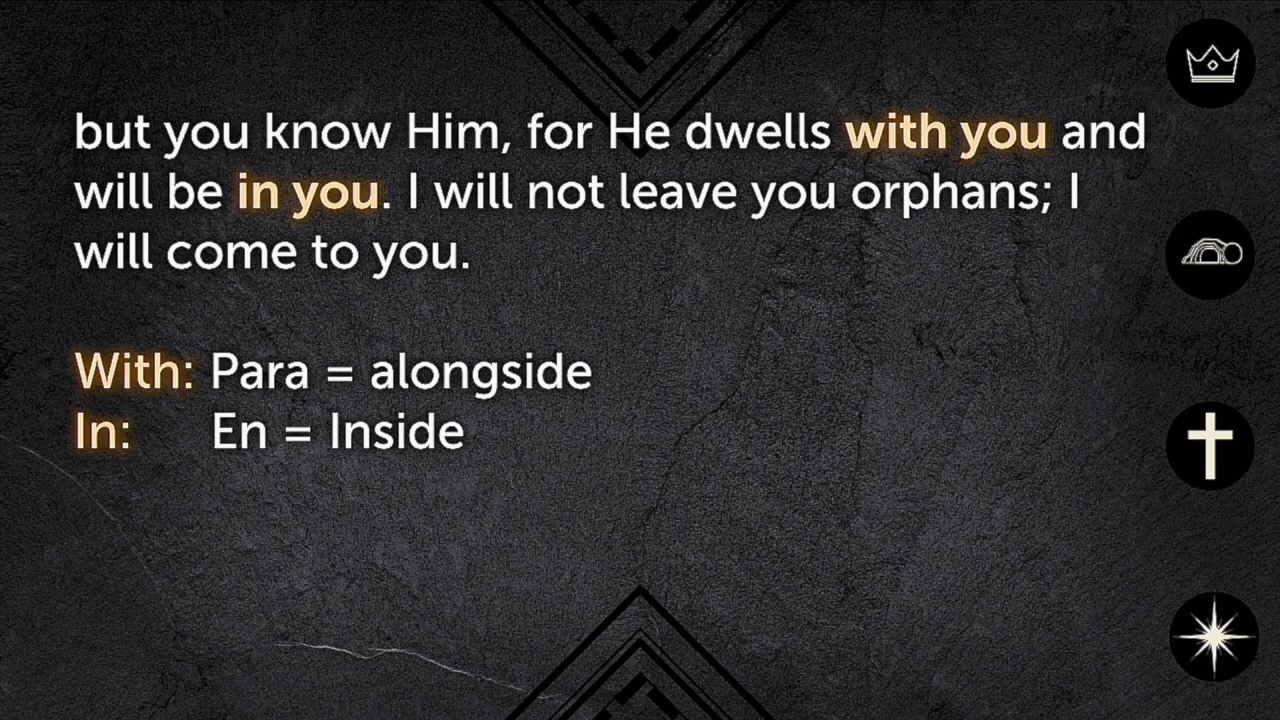 but you know Him, for He dwells with you and
will be in you. I will not leave you orphans; I
will come to you.
With: Para = alongside
In: En = Inside